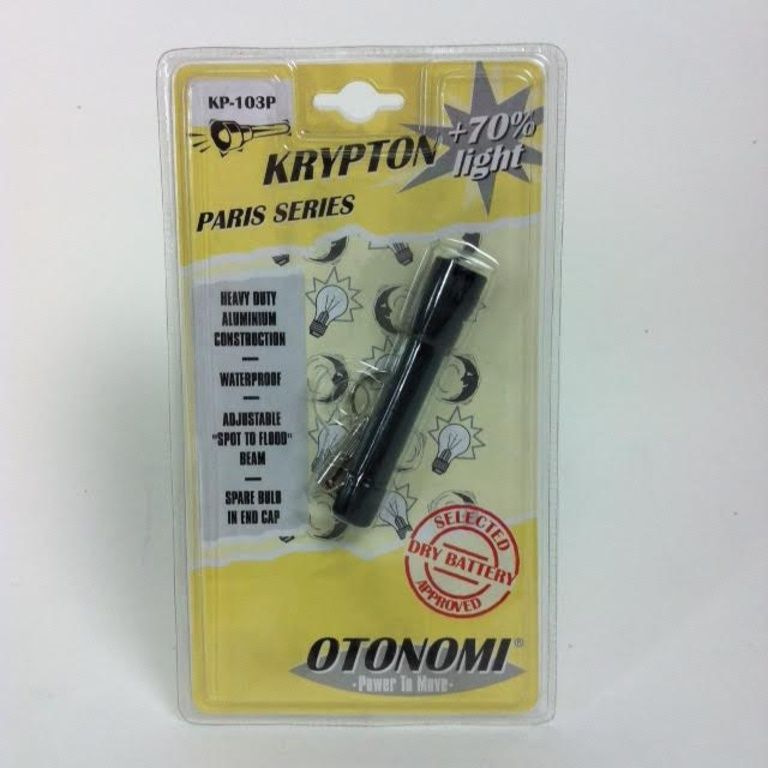 KP-103P
+70%
light
KRYPTON
PARIS SERIES
HEAVY DUTY
ALUMINIUM
CONSTRUCTION
WATERPROOF
ADJUSTABLE
"SPOT TO FLOOD"
BEAM
SPARE BULB
IN END CAP
SELECTED
DRY BATTERY
APPROVED
OTONOMI®
-Power To Move-